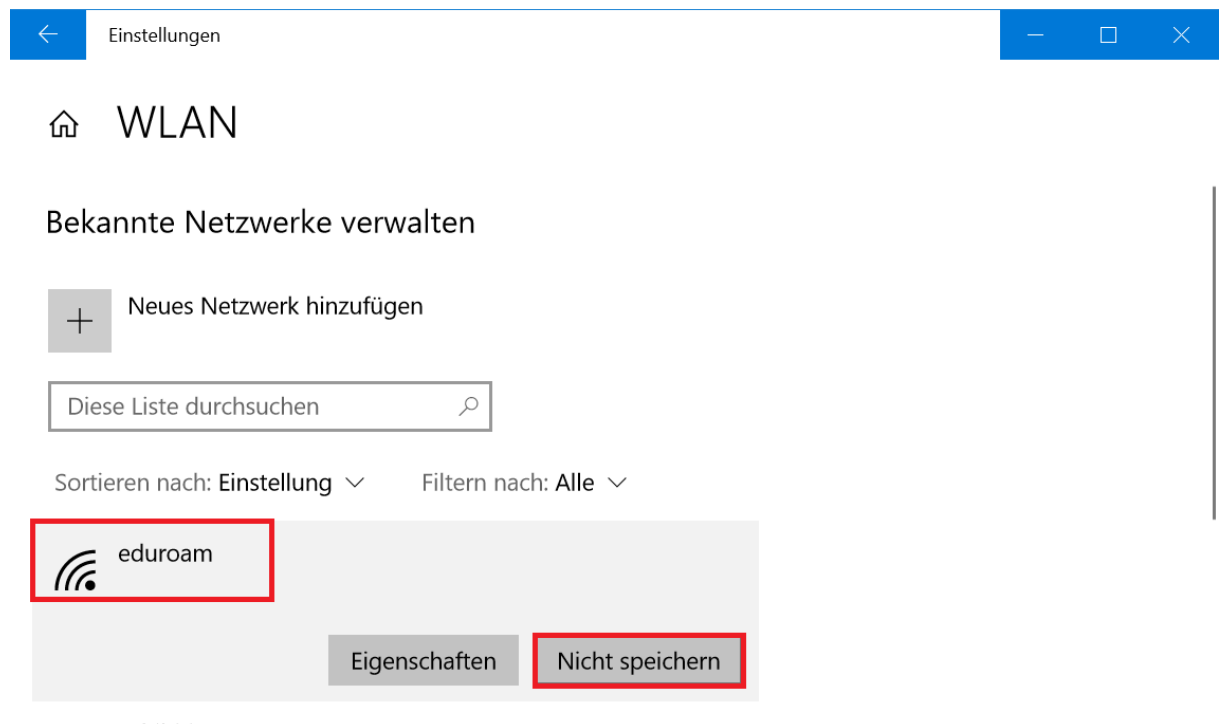 Einstellungen
WLAN
Bekannte Netzwerke verwalten
Neues Netzwerk hinzufügen
Diese Liste durchsuchen
Sortieren nach: Einstellung Filtern nach: Alle
eduroam
Eigenschaften Nicht speichern